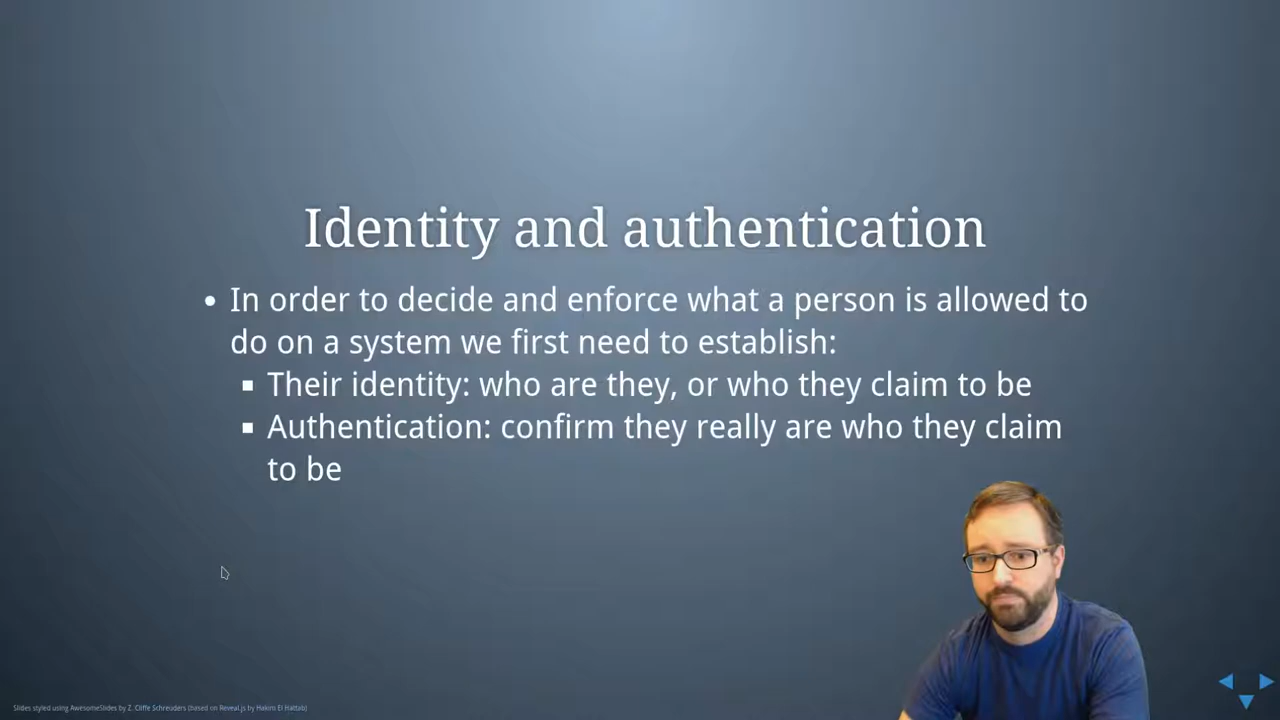 Identity and authentication
• In order to decide and enforce what a person is allowed to
do on a system we first need to establish:
▪ Their identity: who are they, or who they claim to be
▪ Authentication: confirm they really are who they claim
to be
Slides styled using AwesomeSlides by Z. Cliffe Schreuders (based on Reveal.js by Hakim El Hattab)